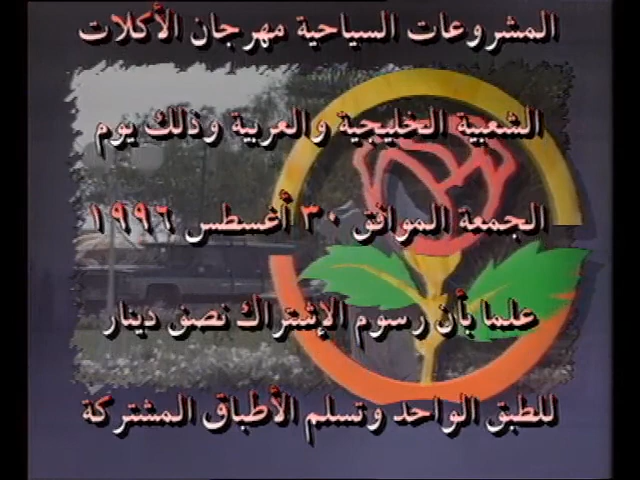 المشروعات السياحية مهرجان الأكلات
الشعبية الخليجية والعربية وذلك يوم
الجمعة الموافق ٣٠ أغسطس ١٩٩٦
علما بأن رسوم الإشتراك نصف دينار
للطبق الواحد وتسلم الأطباق المشتركة